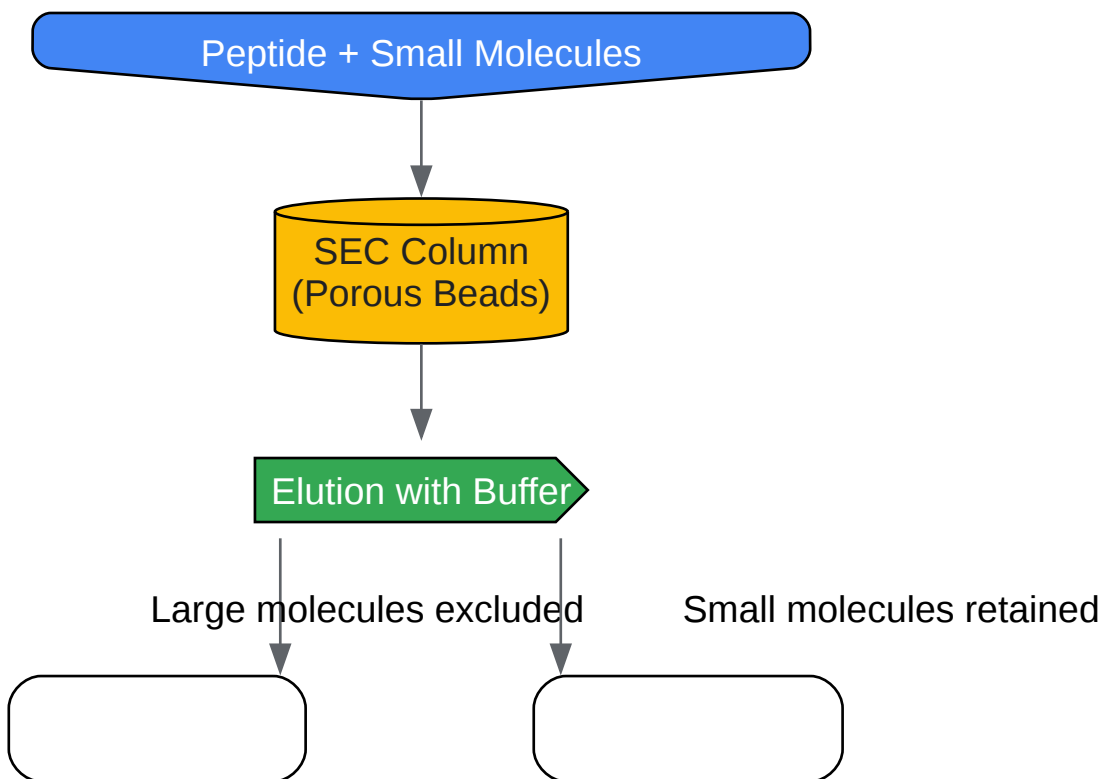 Peptide + Small Molecules
SEC Column
(Porous Beads)
Elution with Buffer
Large molecules excluded
Small molecules retained